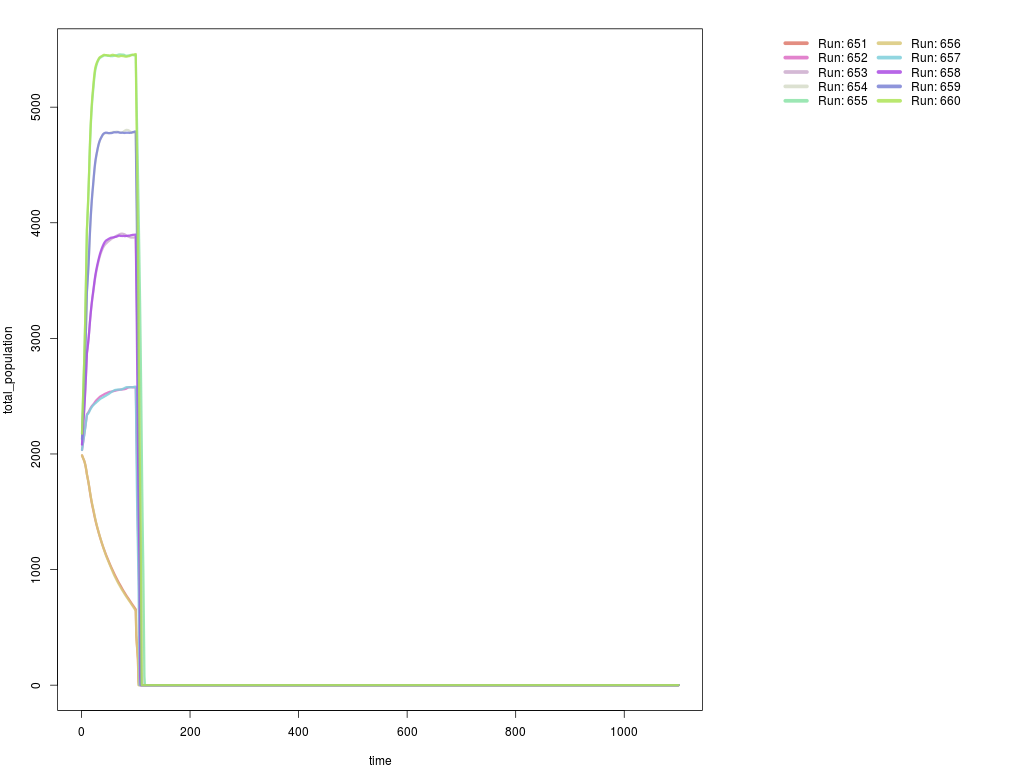 total_population
5000
4000
3000
2000
1000
0
0 200 400 600 800 1000
time
Run: 651 Run: 656
Run: 652 Run: 657
Run: 653 Run: 658
Run: 654 Run: 659
Run: 655 Run: 660